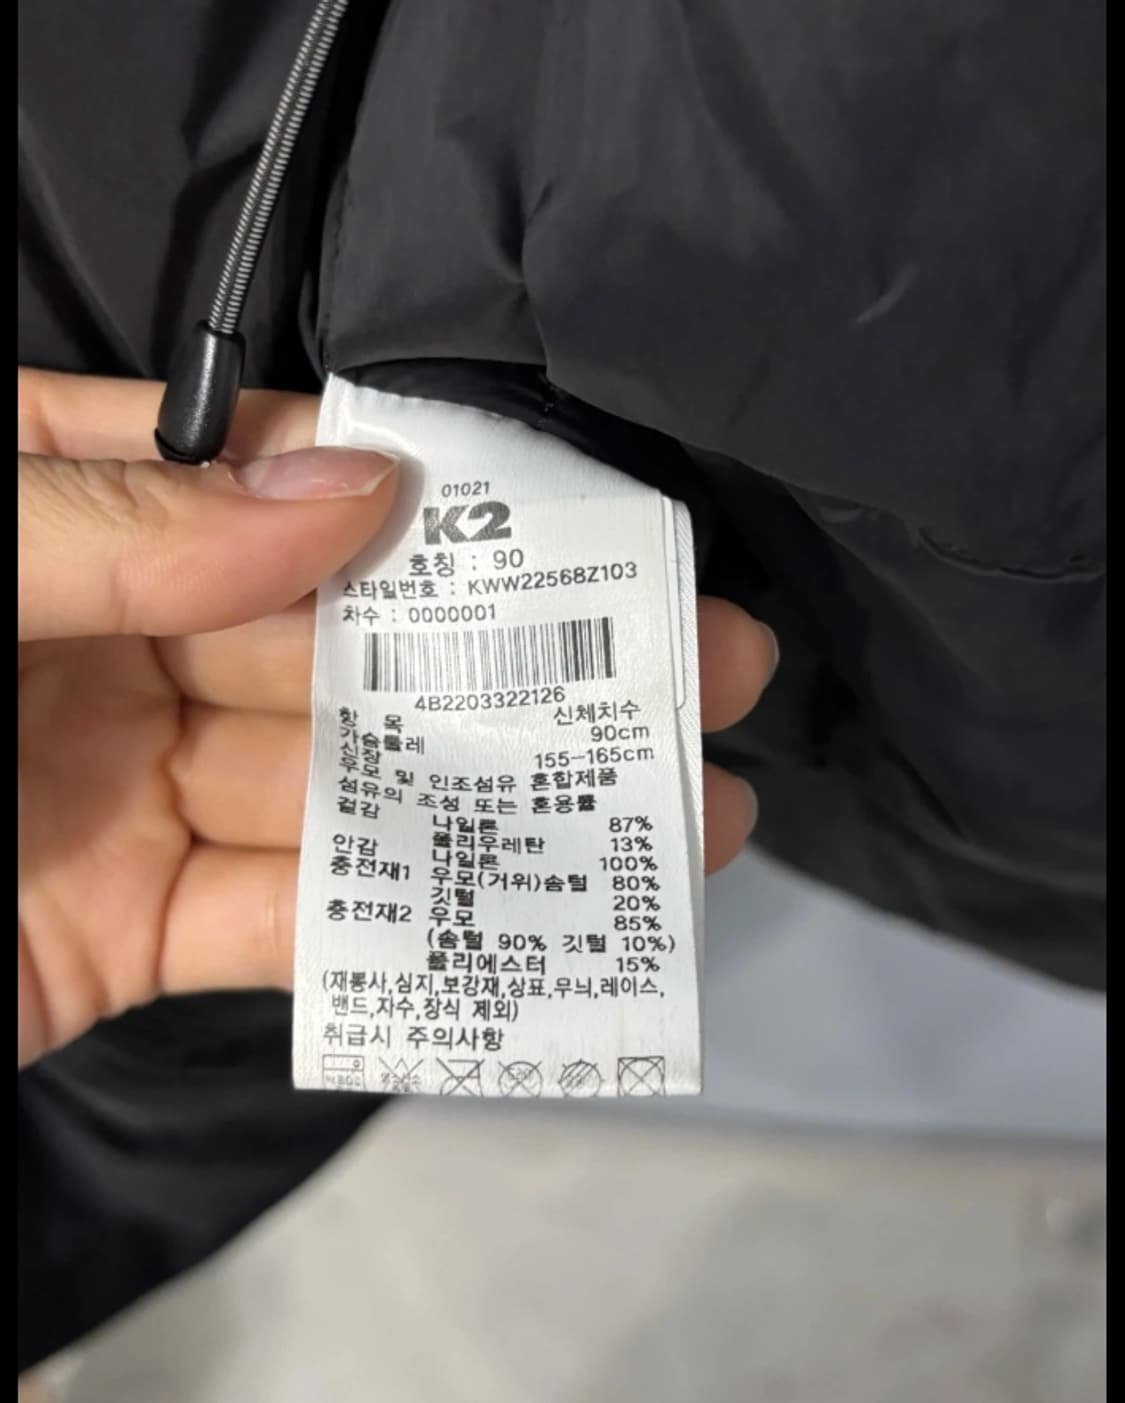 01021
K2
호칭 : 90
스타일번호 : KWW22568Z103
차수 : 0000001
4B2203322126
항 목 신체치수
가슴둘레 90cm
신장 155-165cm
우모 및 인조섬유 혼합제품
섬유의 조성 또는 혼용률
겉감 나일론 87%
폴리우레탄 13%
안감 나일론 100%
충전재1 우모(거위)솜털 80%
깃털 20%
충전재2 우모 85%
(솜털 90% 깃털 10%)
폴리에스터 15%
(재봉사,심지,보강재,상표,무늬,레이스,
밴드,자수,장식 제외)
취급시 주의사항